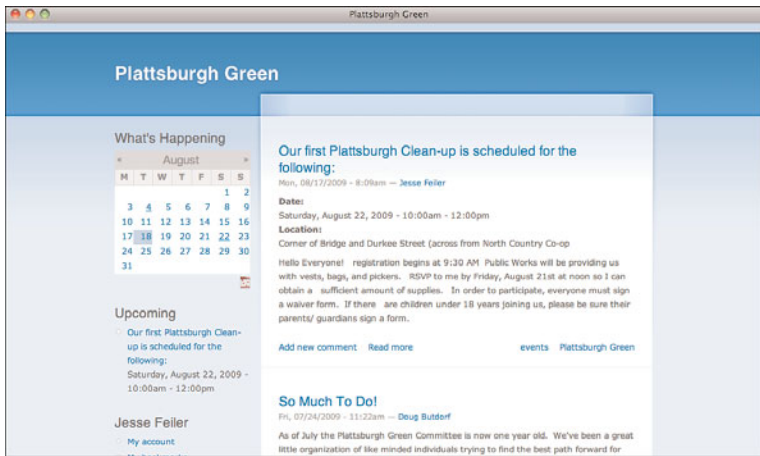 Plattsburgh Green
Plattsburgh Green
What's Happening
« August »
M T W T F S S
1 2
3 4 5 6 7 8 9
10 11 12 13 14 15 16
17 18 19 20 21 22 23
24 25 26 27 28 29 30
31
Upcoming
Our first Plattsburgh Clean-
up is scheduled for the
following:
Saturday, August 22, 2009 -
10:00am - 12:00pm
Jesse Feiler
My account
Our first Plattsburgh Clean-up is scheduled for the
following:
Mon, 08/17/2009 - 8:09am — Jesse Feiler
Date:
Saturday, August 22, 2009 - 10:00am - 12:00pm
Location:
Corner of Bridge and Durkee Street (across from North Country Co-op
Hello Everyone! registration begins at 9:30 AM Public Works will be providing us
with vests, bags, and pickers. RSVP to me by Friday, August 21st at noon so I can
obtain a sufficient amount of supplies. In order to participate, everyone must sign
a waiver form. If there are children under 18 years joining us, please be sure their
parents/ guardians sign a form.
Add new comment Read more events Plattsburgh Green
So Much To Do!
Fri, 07/24/2009 - 11:22am — Doug Butdorf
As of July the Plattsburgh Green Committee is now one year old. We've been a great
little organization of like minded individuals trying to find the best path forward for